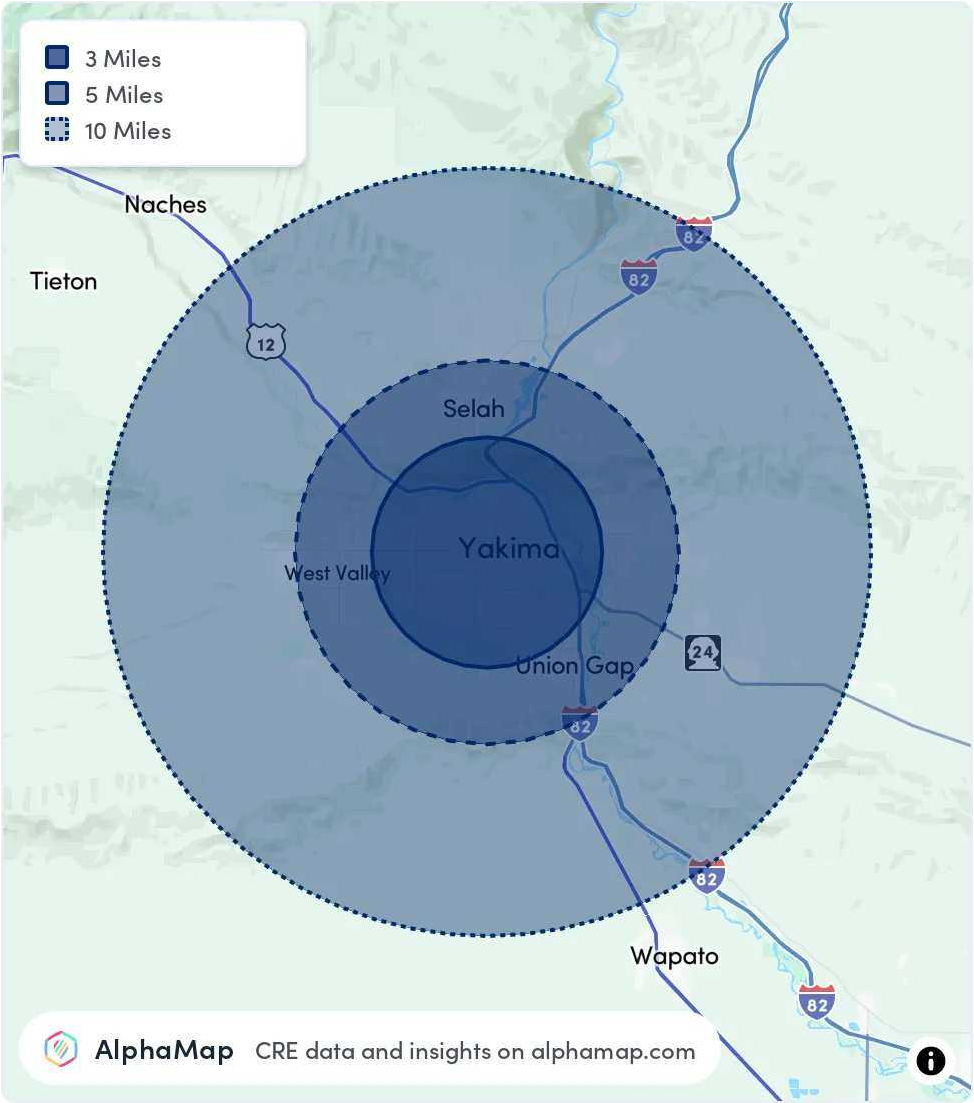 3 Miles
5 Miles
10 Miles
Naches
82
Tieton
82
12
Selah
Yakima
West Valley
24
Union Gap
82
82
Wapato
82
AlphaMap CRE data and insights on alphamap.com